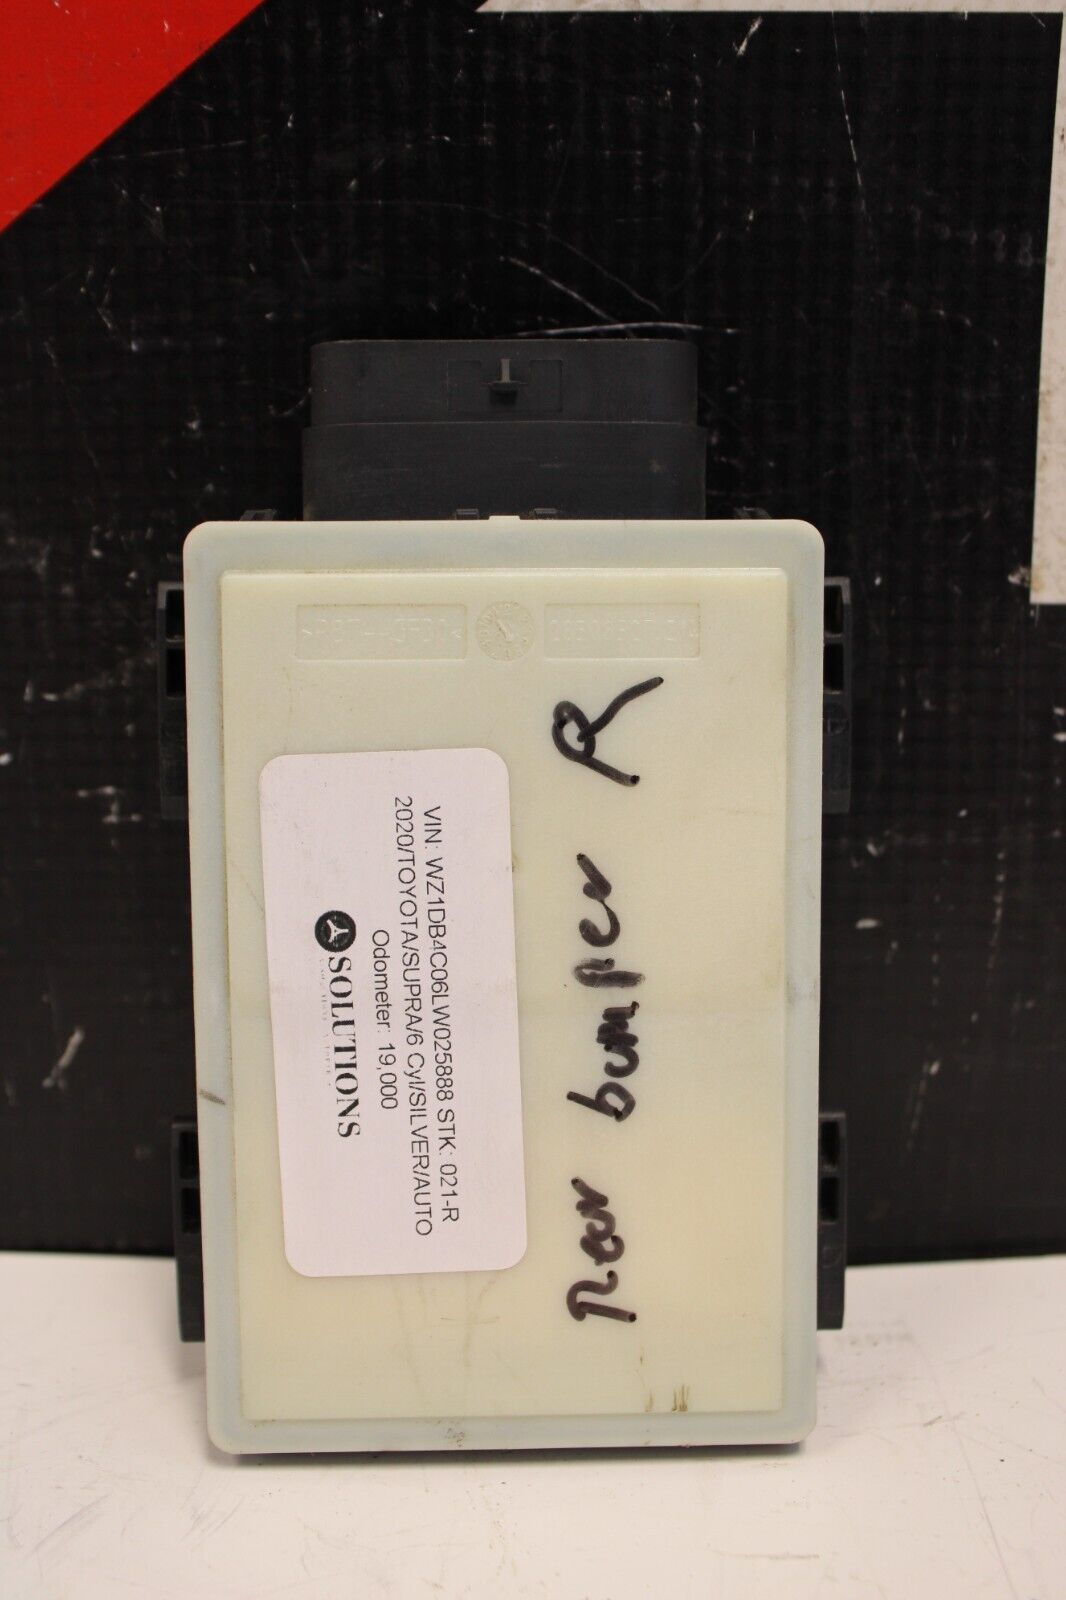 VIN: WZ1DB4C06LW025888 STK: 021-R
2020/TOYOTA/SUPRA/6 Cyl/SILVER/AUTO
Odometer: 19,000
SOLUTIONS
rear bumper R